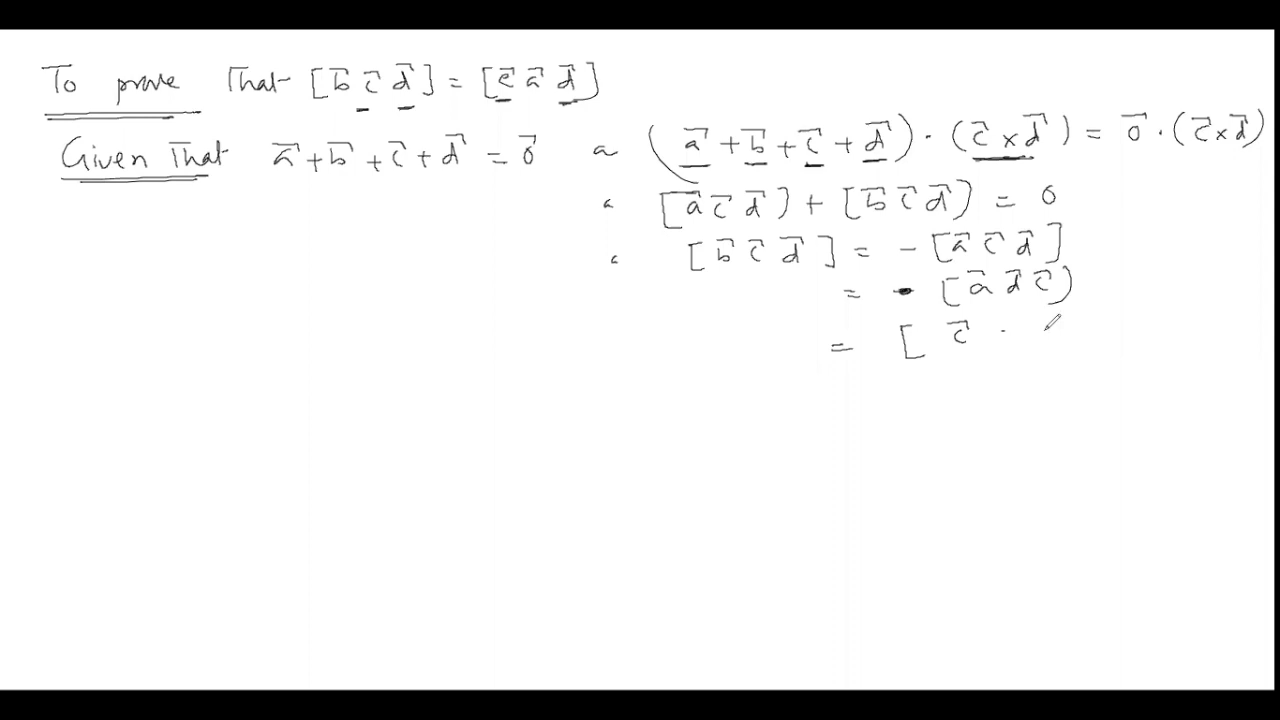 To prove that [b⃗ c⃗ d⃗] = [c⃗ a⃗ d⃗]
Given That a⃗ + b⃗ + c⃗ + d⃗ = 0⃗
(a⃗ + b⃗ + c⃗ + d⃗) · (c⃗ × d⃗) = 0⃗ · (c⃗ × d⃗)
[a⃗ c⃗ d⃗] + [b⃗ c⃗ d⃗] = 0
[b⃗ c⃗ d⃗] = - [a⃗ c⃗ d⃗]
= [a⃗ d⃗ c⃗]
= [ c⃗ ·